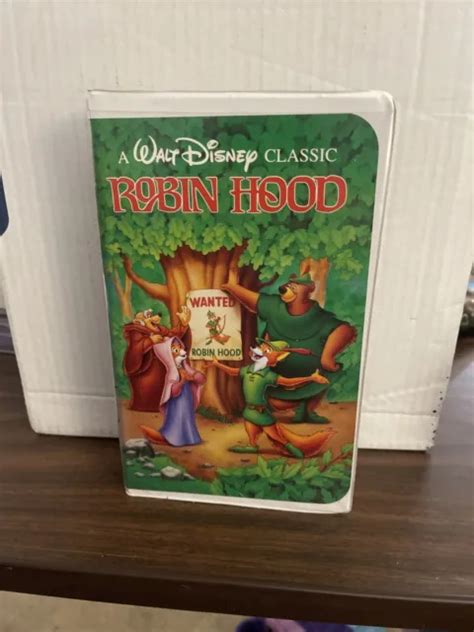 A WALT DISNEY CLASSIC
ROBIN HOOD
WANTED
ROBIN HOOD